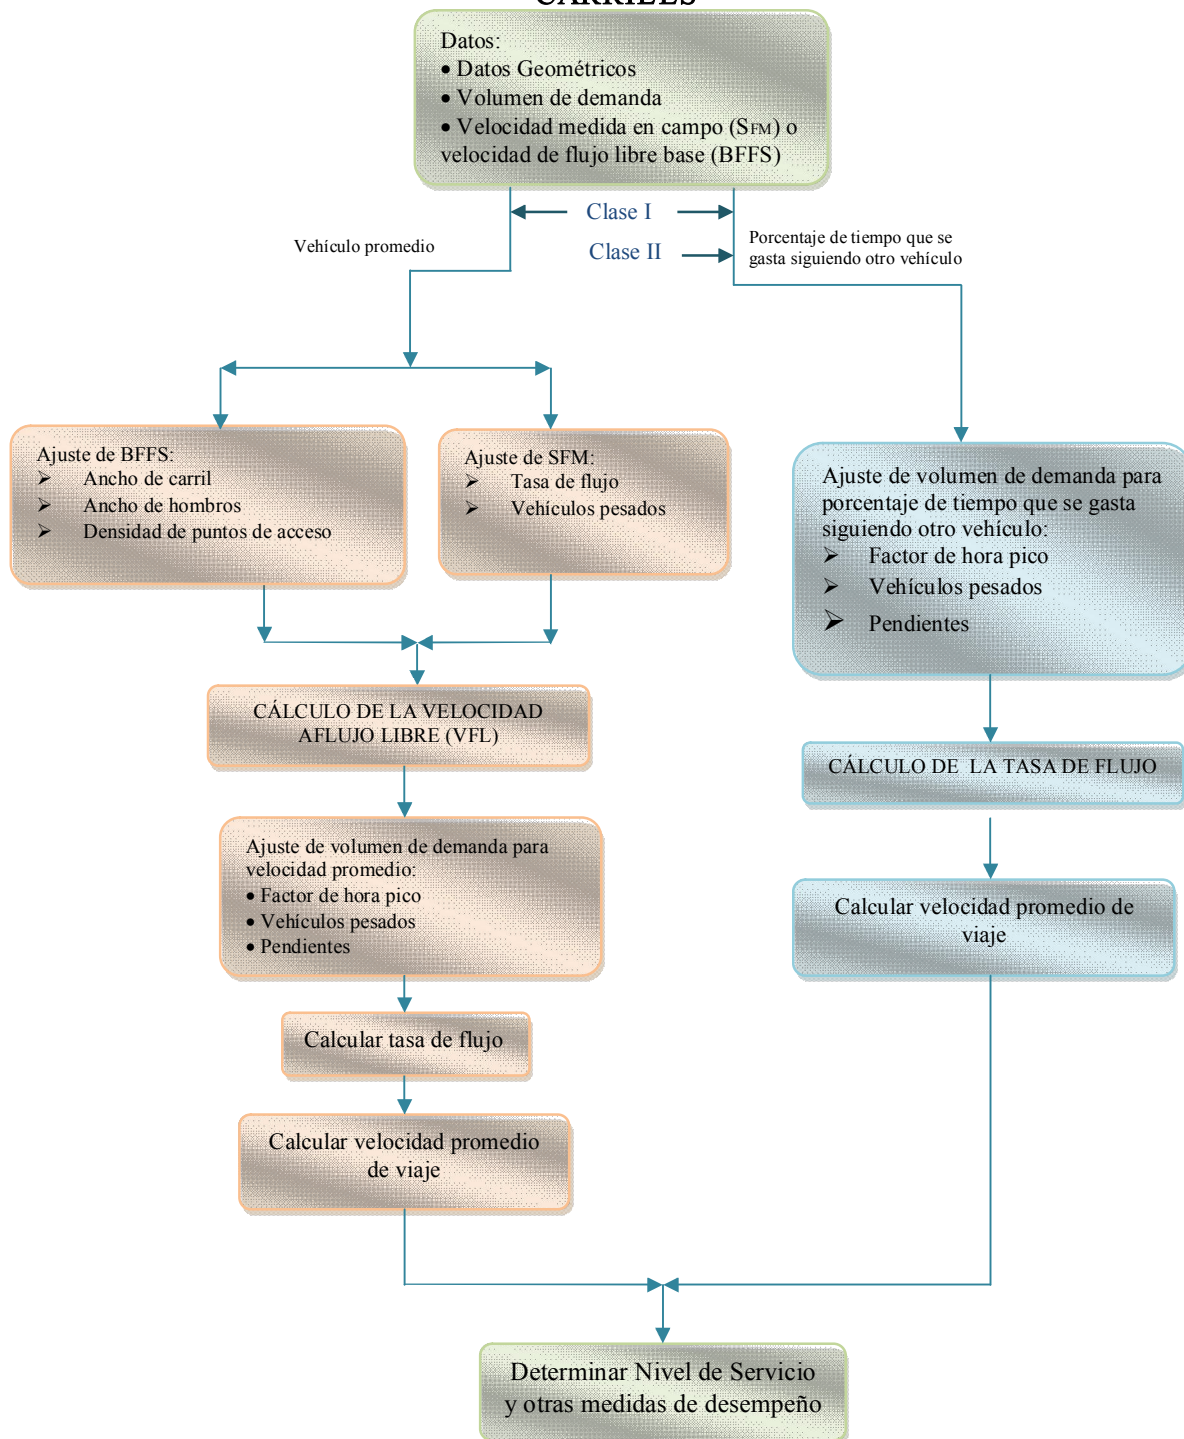 CARRILES
Datos:
• Datos Geométricos
• Volumen de demanda
• Velocidad medida en campo (SFM) o
velocidad de flujo libre base (BFFS)
Clase I
Clase II
Vehículo promedio
Porcentaje de tiempo que se
gasta siguiendo otro vehículo
Ajuste de BFFS:
➢ Ancho de carril
➢ Ancho de hombros
➢ Densidad de puntos de acceso
Ajuste de SFM:
➢ Tasa de flujo
➢ Vehículos pesados
Ajuste de volumen de demanda para
porcentaje de tiempo que se gasta
siguiendo otro vehículo:
➢ Factor de hora pico
➢ Vehículos pesados
➢ Pendientes
CÁLCULO DE LA VELOCIDAD
AFLUJO LIBRE (VFL)
CÁLCULO DE LA TASA DE FLUJO
Ajuste de volumen de demanda para
velocidad promedio:
• Factor de hora pico
• Vehículos pesados
• Pendientes
Calcular velocidad promedio de
viaje
Calcular tasa de flujo
Calcular velocidad promedio
de viaje
Determinar Nivel de Servicio
y otras medidas de desempeño